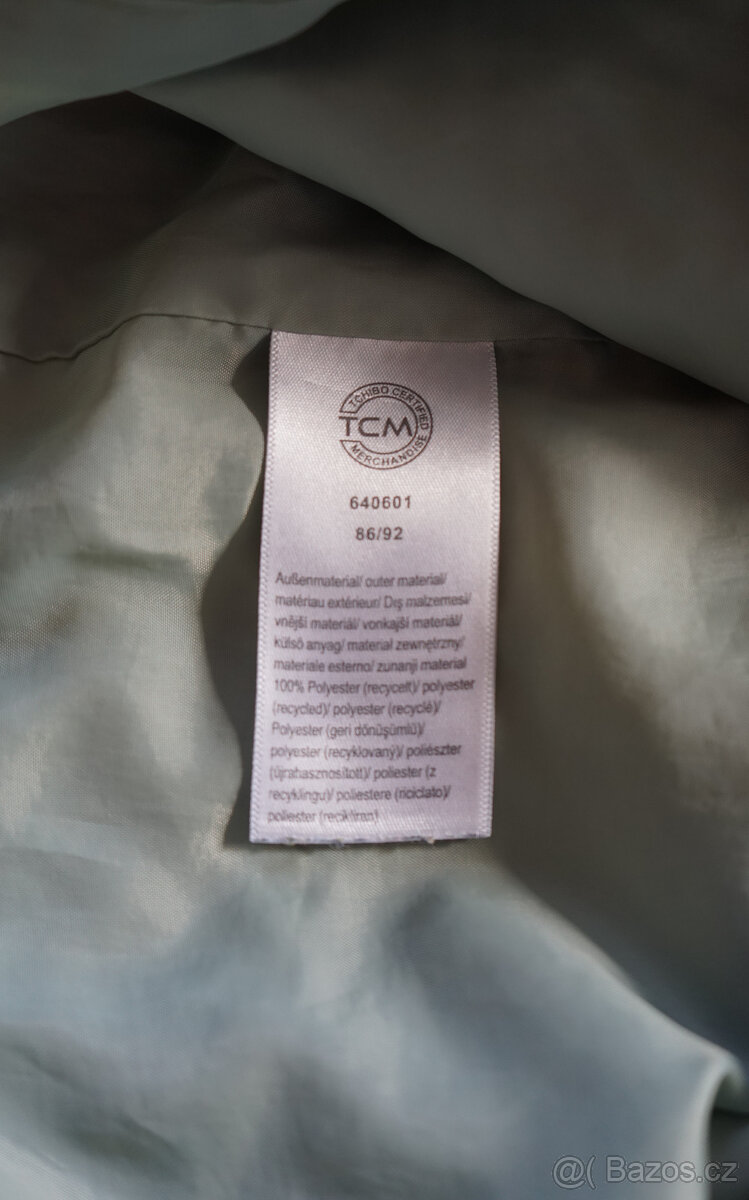 TCHIBO CERTIFIED
TCM
MERCHANDISE
640601
86/92
Außenmaterial/ outer material/
matériau extérieur/ Dış malzemesi/
vnější materiál/ vonkajší materiál/
külső anyag/ materiał zewnętrzny/
materiale esterno/ zunanji material
100% Polyester (recycelt)/ polyester
(recycled)/ polyester (recyclé)/
Polyester (geri dönüşümlü)/
polyester (recyklovaný)/ poliészter
(újrahasznosított)/ poliester (z
recyklingu)/ poliestere (riciclato)/
poliester (recikliran)
@( Bazos.cz